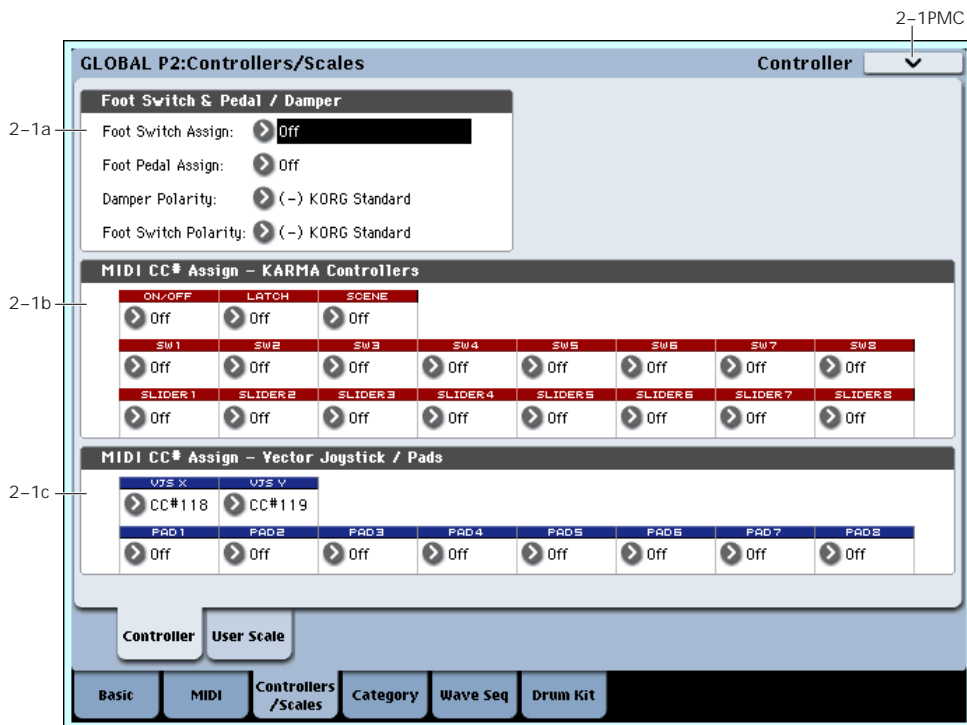 2–1PMC
GLOBAL P2:Controllers/Scales
Controller
2–1a
Foot Switch & Pedal / Damper
Foot Switch Assign: Off
Foot Pedal Assign: Off
Damper Polarity: (-) KORG Standard
Foot Switch Polarity: (-) KORG Standard
MIDI CC# Assign - KARMA Controllers
2–1b
ON/OFF LATCH SCENE
Off Off Off
SW1 SW2 SW3 SW4 SW5 SW6 SW7 SW8
Off Off Off Off Off Off Off Off
SLIDER1 SLIDER2 SLIDER3 SLIDER4 SLIDER5 SLIDER6 SLIDER7 SLIDER8
Off Off Off Off Off Off Off Off
MIDI CC# Assign - Vector Joystick / Pads
2–1c
VJS X VJS Y
CC#118 CC#119
PAD1 PAD2 PAD3 PAD4 PAD5 PAD6 PAD7 PAD8
Off Off Off Off Off Off Off Off
Controller User Scale
Basic MIDI Controllers /Scales Category Wave Seq Drum Kit